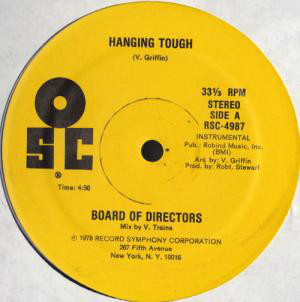 HANGING TOUGH
(V. Griffin)
33⅓ RPM
STEREO
SIDE A
RSC-4987
INSTRUMENTAL
Pub.: Robind Music, Inc.
(BMI)
Arr. by: V. Griffin
Prod. by: Robt. Stewart
SC
®
Time: 4:50
BOARD OF DIRECTORS
Mix by V. Traina
℗ 1978 RECORD SYMPHONY CORPORATION
267 Fifth Avenue
New York, N. Y. 10016